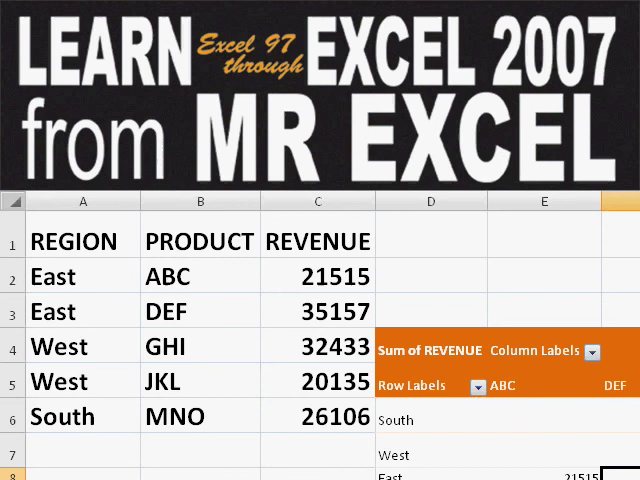 LEARN Excel 97 through EXCEL 2007
from MR EXCEL
A B C D E
1 REGION PRODUCT REVENUE
2 East ABC 21515
3 East DEF 35157
4 West GHI 32433 Sum of REVENUE Column Labels
5 West JKL 20135 Row Labels ABC DEF
6 South MNO 26106 South
7 West
8 East 21515